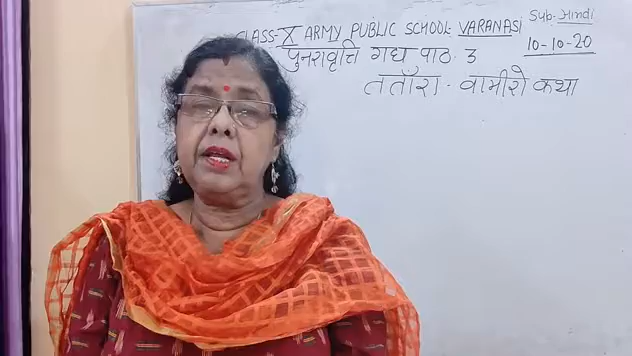 CLASS-X ARMY PUBLIC SCHOOL VARANASI
Sub-Hindi
10-10-20
पुनरावृत्ति गद्य पाठ-3
तताँरा-वामीरो कथा